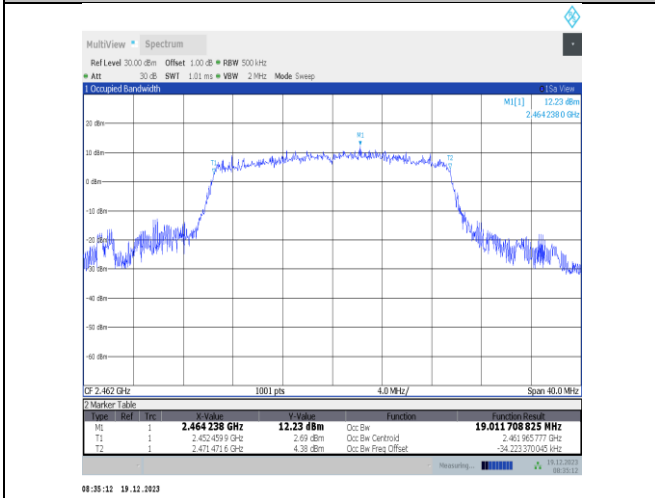 MultiView Spectrum
Ref Level 30.00 dBm Offset 1.00 dB RBW 500 kHz
Att 30 dB SWT 1.01 ms VBW 2 MHz Mode Sweep
1 Occupied Bandwidth 1Sa View
M1[1] 12.23 dBm
2.4642380 GHz
20 dBm
M1
10 dBm
T1 T2
0 dBm
-10 dBm
-20 dBm
-30 dBm
-40 dBm
-50 dBm
-60 dBm
CF 2.462 GHz 1001 pts 4.0 MHz/ Span 40.0 MHz
2 Marker Table
Type Ref Trc X-Value Y-Value Function Function Result
M1 1 2.464 238 GHz 12.23 dBm Occ Bw 19.011 708 825 MHz
T1 1 2.452 459 9 GHz 2.69 dBm Occ Bw Centroid 2.461 965 777 GHz
T2 1 2.471 471 6 GHz 4.38 dBm Occ Bw Freq Offset -34.223 370 045 kHz
Measuring... 19.12.2023
08:35:12
08:35:12 19.12.2023